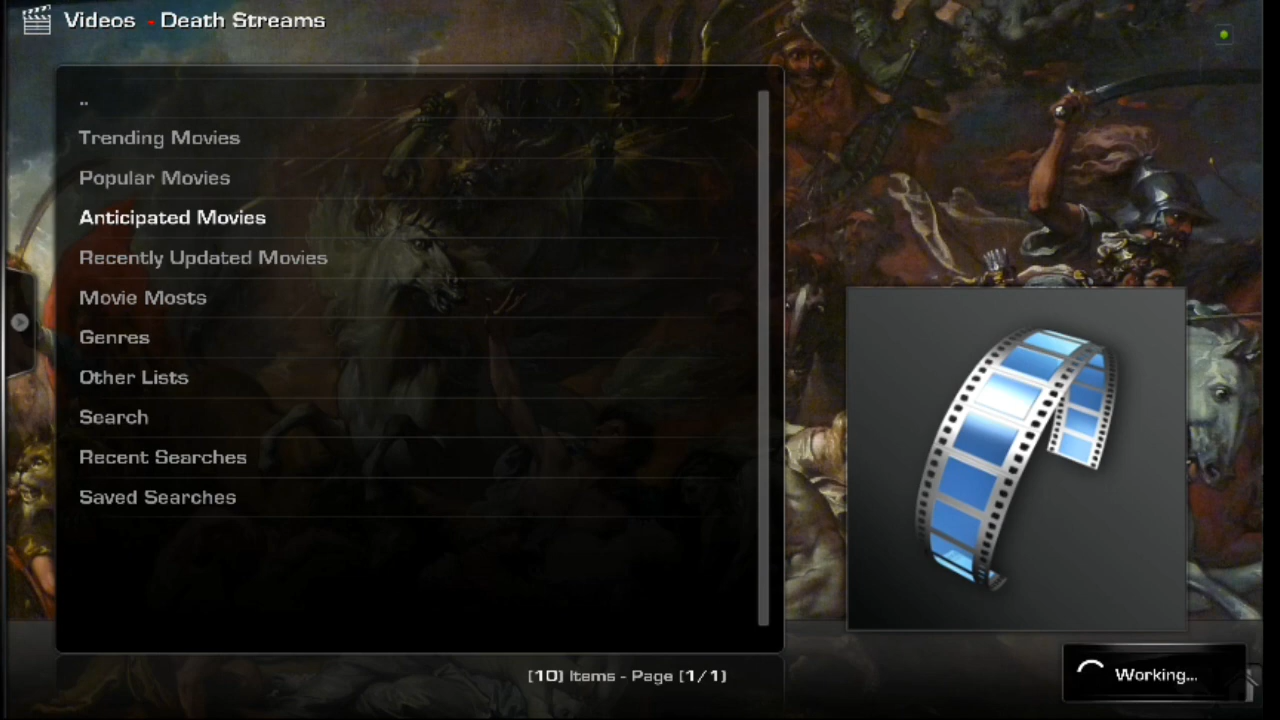 Videos - Death Streams
..
Trending Movies
Popular Movies
Anticipated Movies
Recently Updated Movies
Movie Mosts
Genres
Other Lists
Search
Recent Searches
Saved Searches
[10] Items - Page [1/1]
Working...